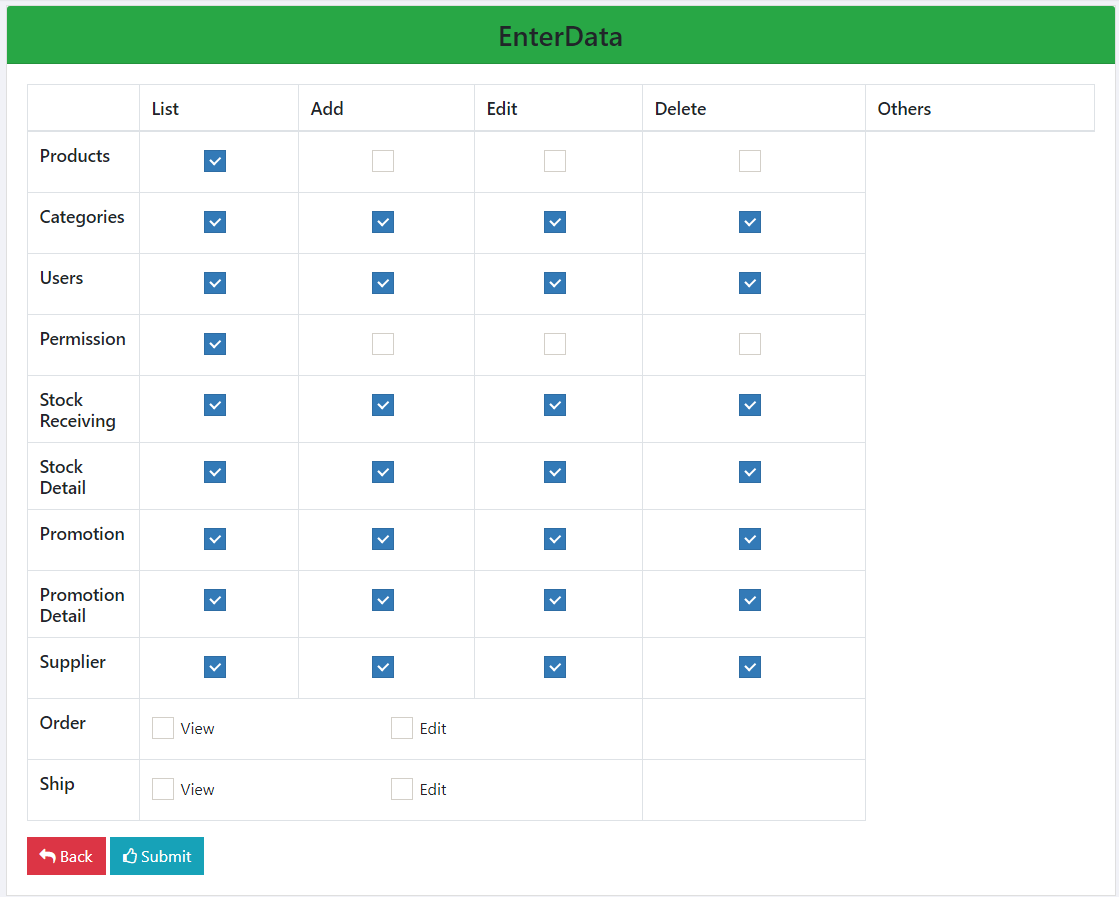 EnterData
List Add Edit Delete Others
Products
Categories
Users
Permission
Stock
Receiving
Stock
Detail
Promotion
Promotion
Detail
Supplier
Order View Edit
Ship View Edit
Back Submit